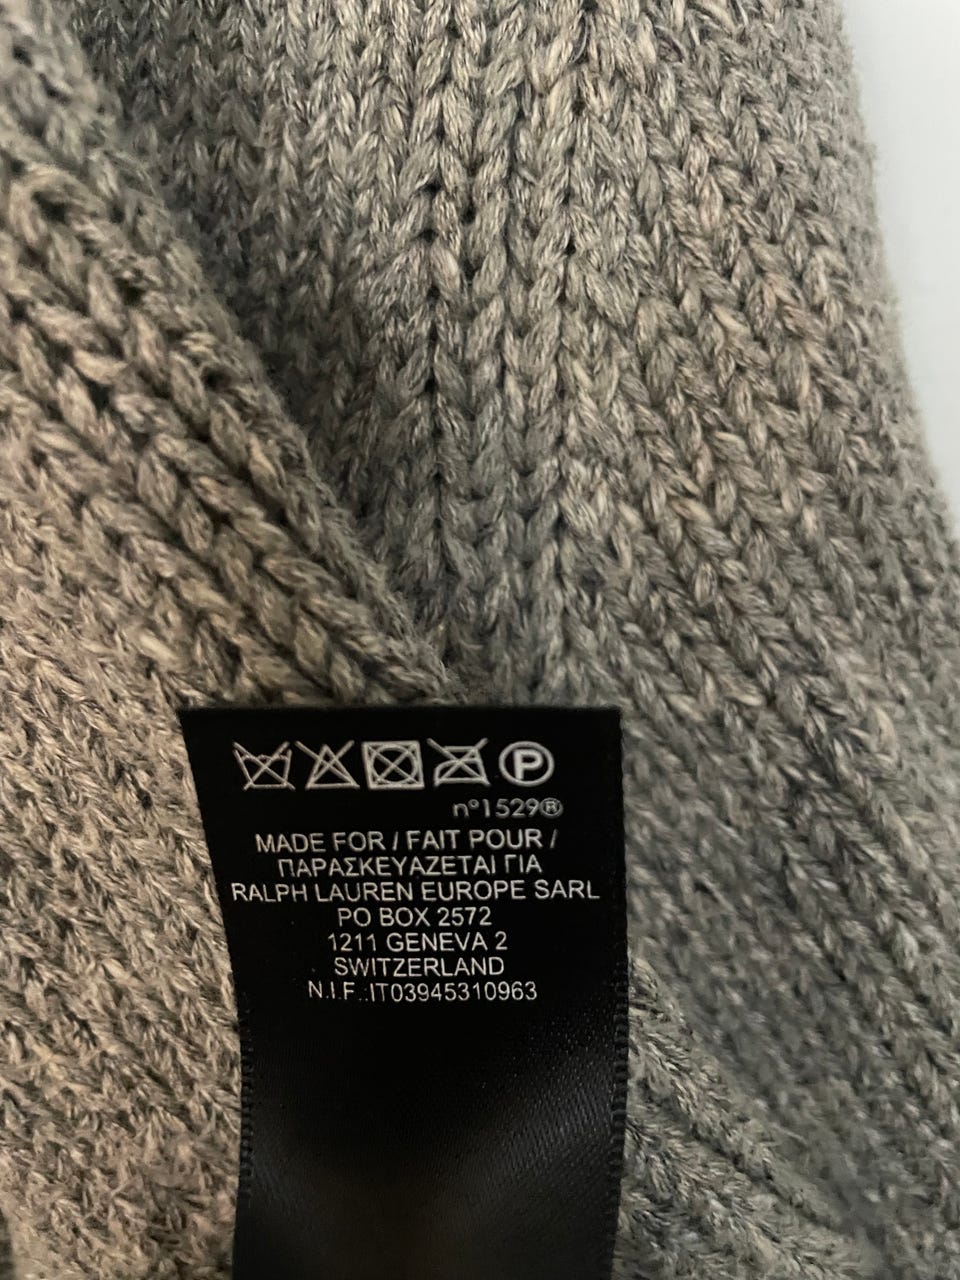 P
n°1529®
MADE FOR / FAIT POUR /
ΠΑΡΑΣΚΕΥΑΖΕΤΑΙ ΓΙΑ
RALPH LAUREN EUROPE SARL
PO BOX 2572
1211 GENEVA 2
SWITZERLAND
N.I.F.:IT03945310963